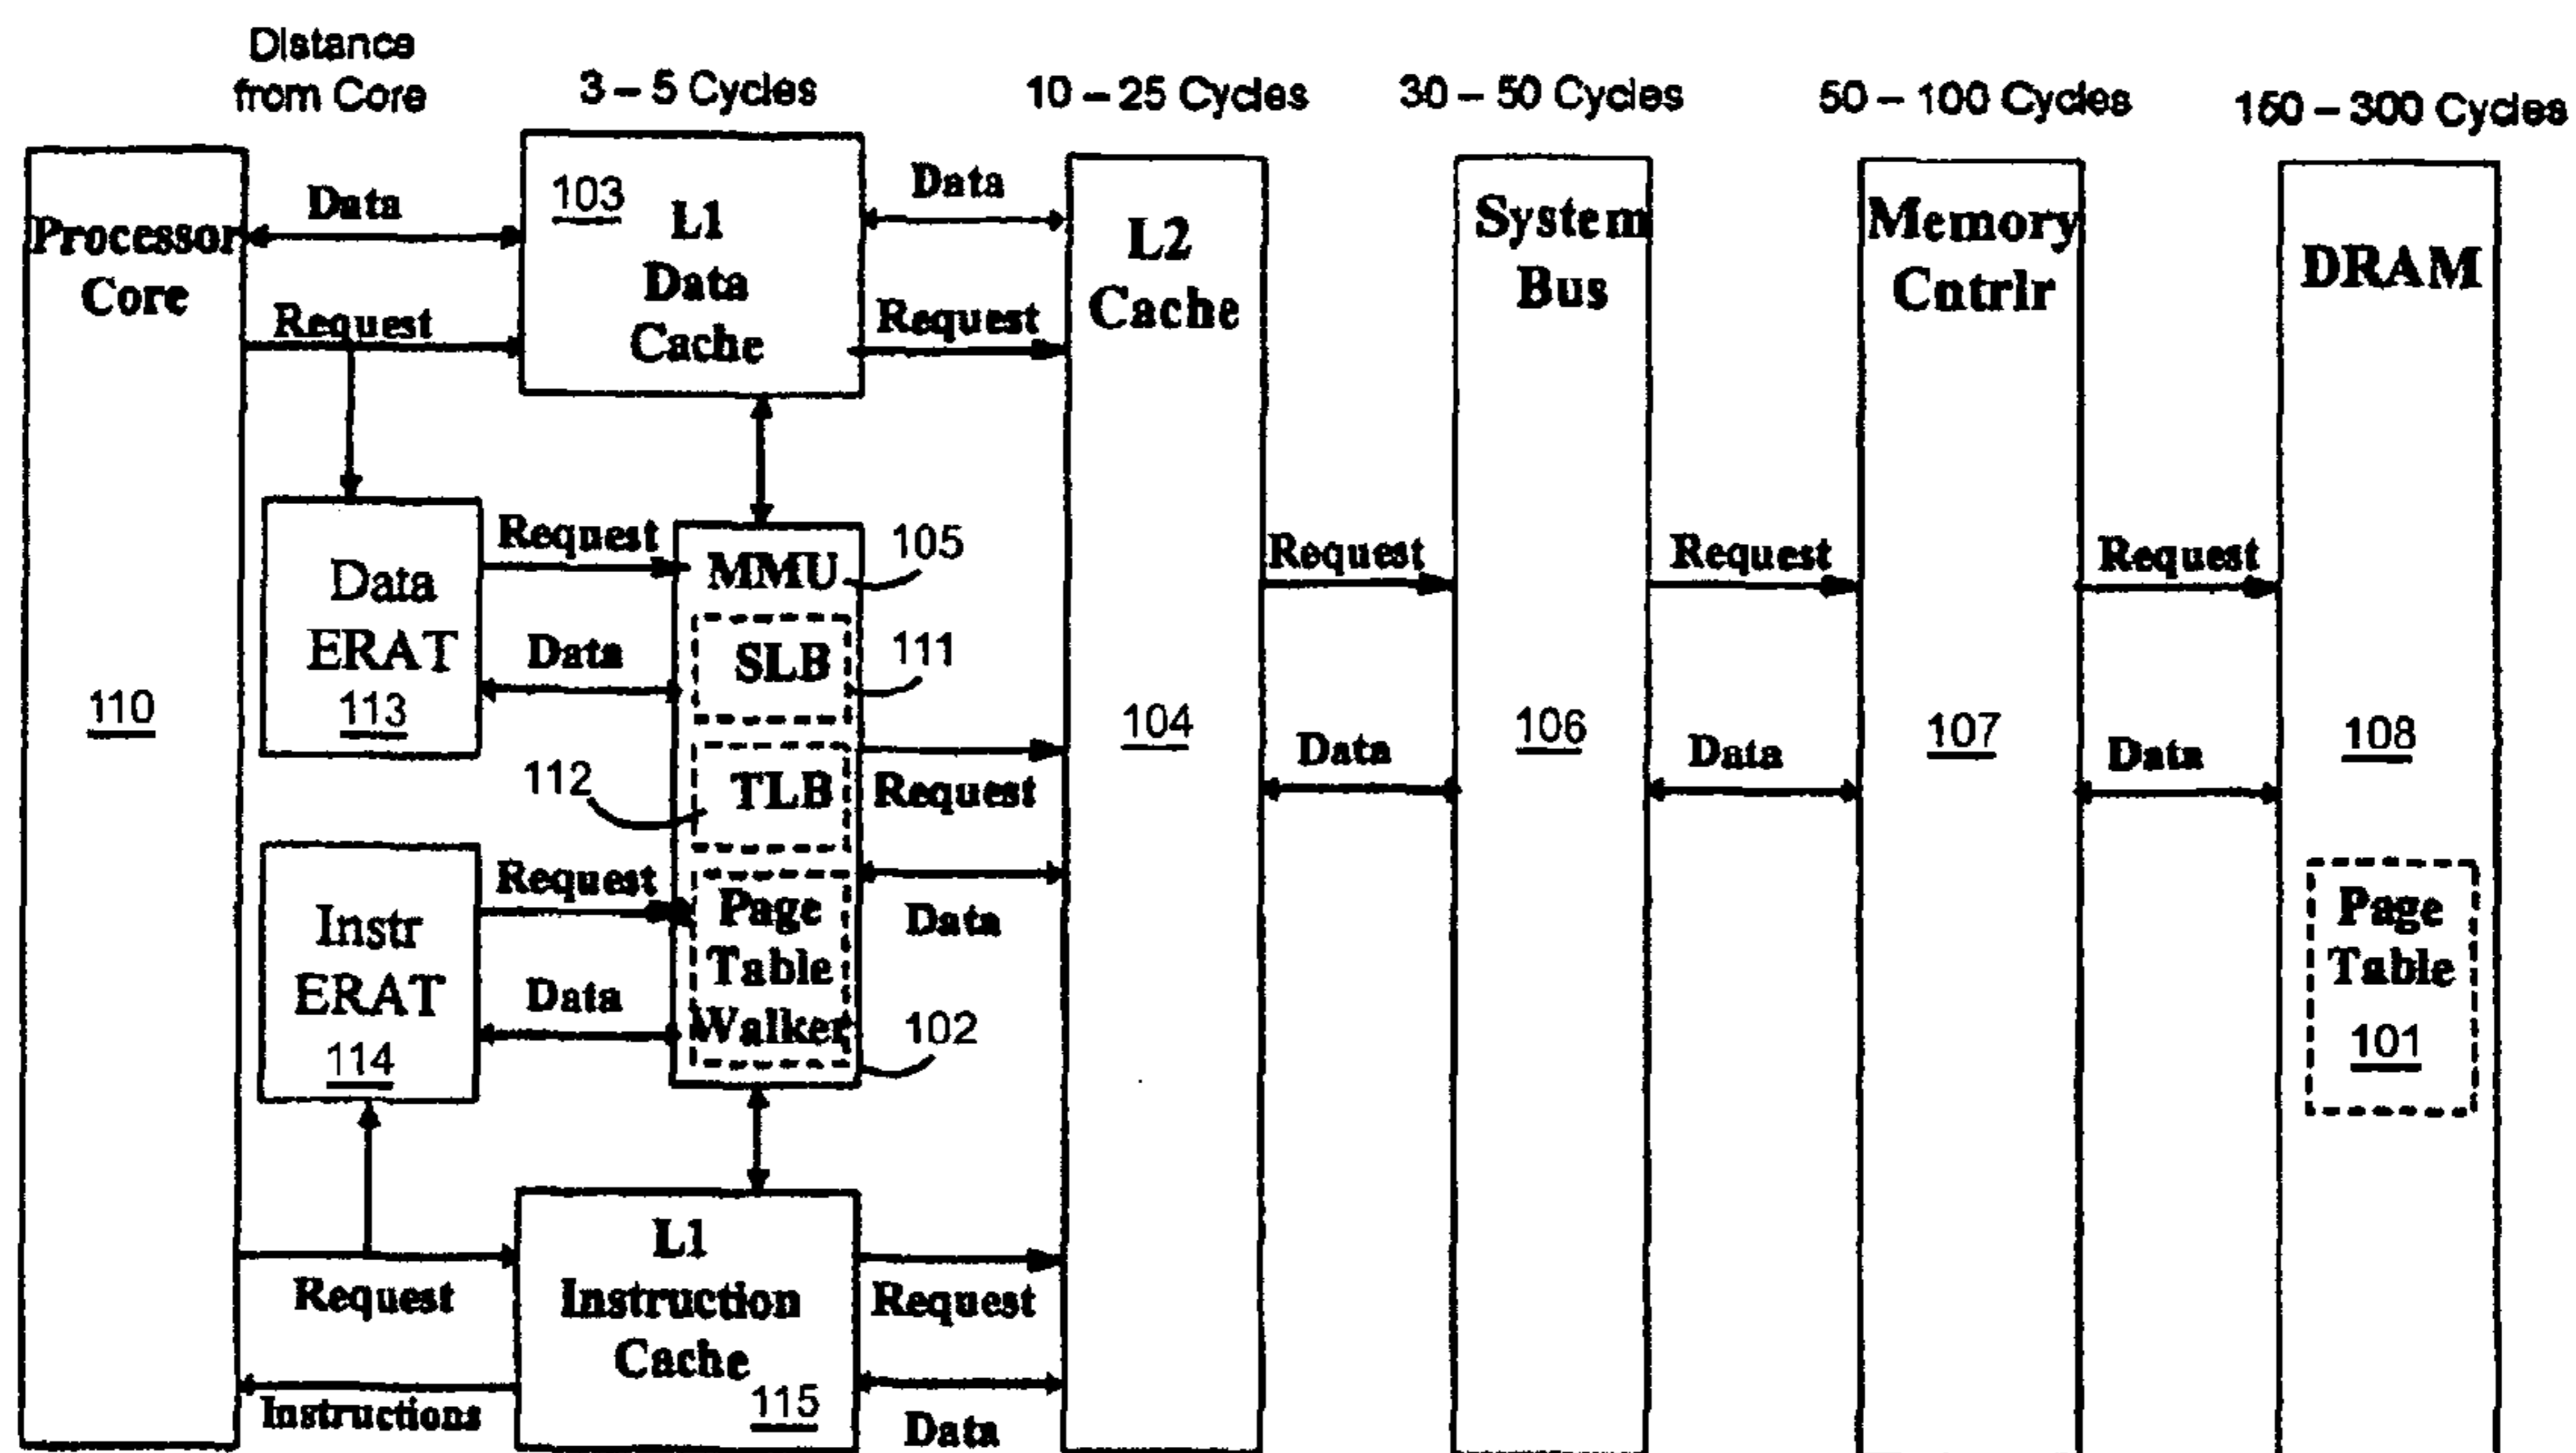 Distance
from Core
3 – 5 Cycles
10 – 25 Cycles
30 – 50 Cycles
50 – 100 Cycles
150 – 300 Cycles
Processor
Core
110
Data
Request
103
L1
Data
Cache
Data
Request
Data
ERAT
113
Request
Data
MMU
105
SLB
111
TLB
112
Page
Table
Walker
102
Request
Data
Instr
ERAT
114
Request
Data
Request
Instructions
L1
Instruction
Cache
115
Request
Data
L2
Cache
104
Request
Data
System
Bus
106
Request
Data
Memory
Cntrlr
107
Request
Data
DRAM
108
Page
Table
101